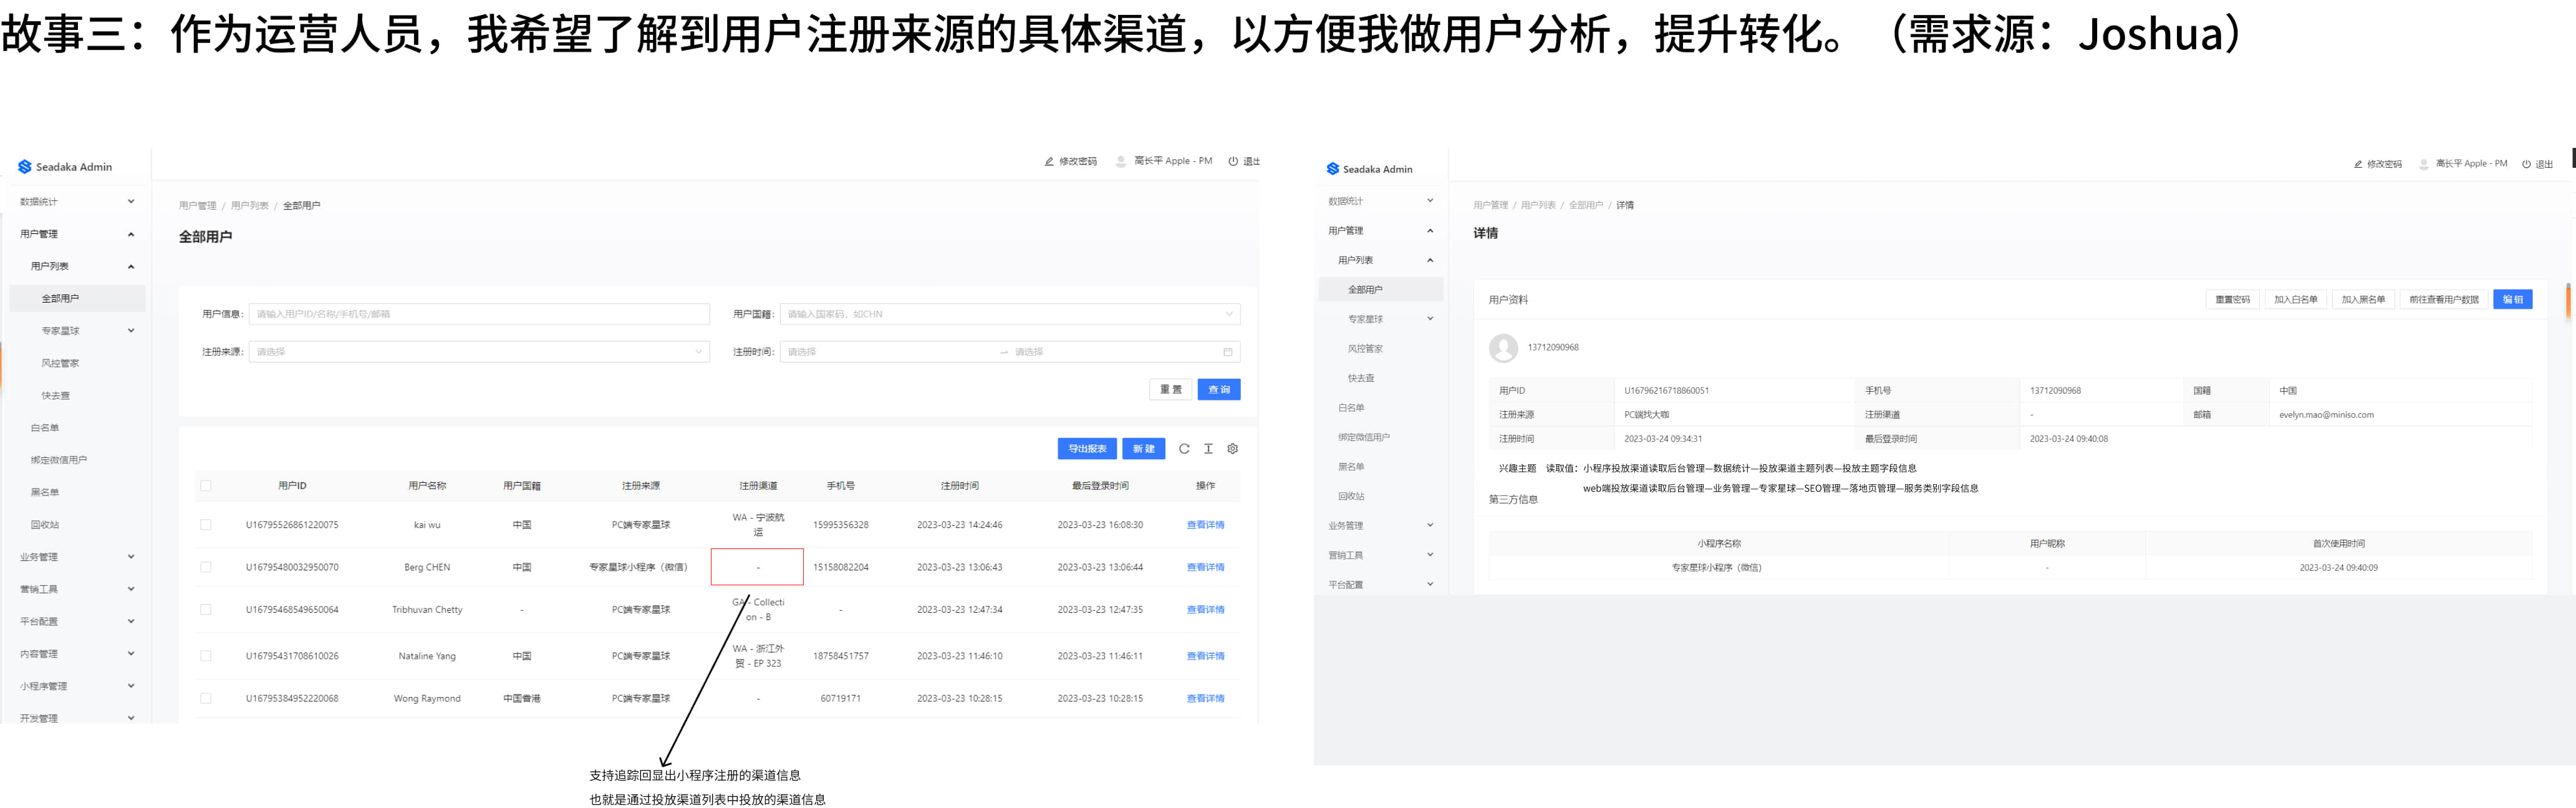 故事三：作为运营人员，我希望了解到用户注册来源的具体渠道，以方便我做用户分析，提升转化。（需求源：Joshua）
Seadaka Admin
修改密码 高长平 Apple - PM 退出
数据统计
用户管理
用户列表
全部用户
专家星球
风控管家
快去查
白名单
绑定微信用户
黑名单
回收站
业务管理
营销工具
平台配置
内容管理
小程序管理
开发管理
用户管理 / 用户列表 / 全部用户
全部用户
用户信息： 请输入用户ID/名称/手机号/邮箱 用户国籍： 请输入国家码，如CHN
注册来源： 请选择 注册时间： 请选择 → 请选择
重 置 查 询
导出报表 新 建
用户ID 用户名称 用户国籍 注册来源 注册渠道 手机号 注册时间 最后登录时间 操作
U16795526861220075 kai wu 中国 PC端专家星球 WA - 宁波航运 15995356328 2023-03-23 14:24:46 2023-03-23 16:08:30 查看详情
U16795480032950070 Berg CHEN 中国 专家星球小程序（微信） - 15158082204 2023-03-23 13:06:43 2023-03-23 13:06:44 查看详情
U16795468549650064 Tribhuvan Chetty - PC端专家星球 GA - Collection - B - 2023-03-23 12:47:34 2023-03-23 12:47:35 查看详情
U16795431708610026 Nataline Yang 中国 PC端专家星球 WA - 浙江外贸 - EP 323 18758451757 2023-03-23 11:46:10 2023-03-23 11:46:11 查看详情
U16795384952220068 Wong Raymond 中国香港 PC端专家星球 - 60719171 2023-03-23 10:28:15 2023-03-23 10:28:15 查看详情
支持追踪回显出小程序注册的渠道信息
也就是通过投放渠道列表中投放的渠道信息
Seadaka Admin
修改密码 高长平 Apple - PM 退出
数据统计
用户管理
用户列表
全部用户
专家星球
风控管家
快去查
白名单
绑定微信用户
黑名单
回收站
业务管理
营销工具
平台配置
用户管理 / 用户列表 / 全部用户 / 详情
详情
用户资料 重置密码 加入白名单 加入黑名单 前往查看用户数据 编 辑
13712090968
用户ID U16796216718860051 手机号 13712090968 国籍 中国
注册来源 PC端找大咖 注册渠道 - 邮箱 evelyn.mao@miniso.com
注册时间 2023-03-24 09:34:31 最后登录时间 2023-03-24 09:40:08
兴趣主题 读取值：小程序投放渠道读取后台管理—数据统计—投放渠道主题列表—投放主题字段信息
web端投放渠道读取后台管理—业务管理—专家星球—SEO管理—落地页管理—服务类别字段信息
第三方信息
小程序名称 用户昵称 首次使用时间
专家星球小程序（微信） - 2023-03-24 09:40:09